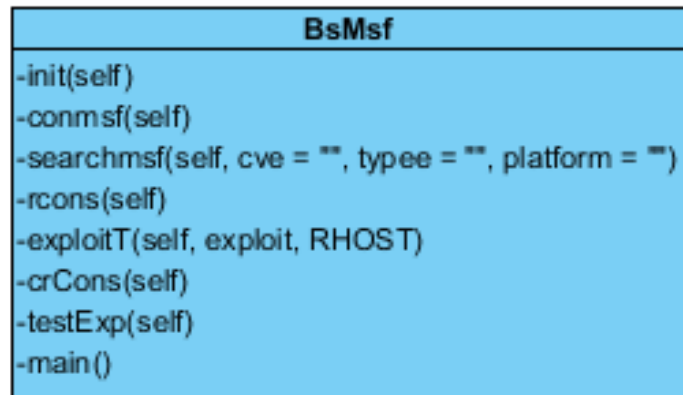 BsMsf
-init(self)
-conmsf(self)
-searchmsf(self, cve = "", typee = "", platform = "")
-rcons(self)
-exploitT(self, exploit, RHOST)
-crCons(self)
-testExp(self)
-main()